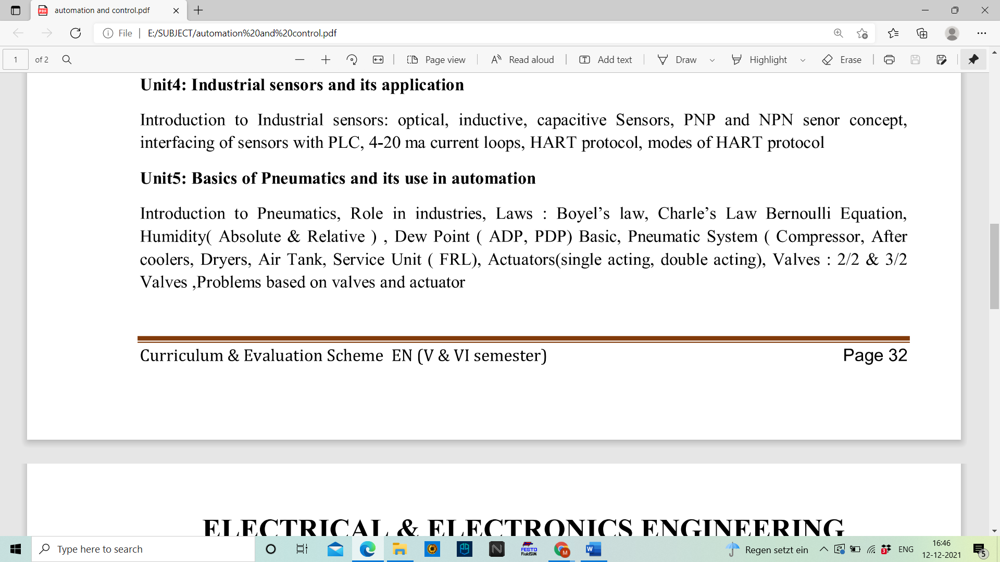 automation and control.pdf
File
E:/SUBJECT/automation%20and%20control.pdf
1 of 2
Page view
Read aloud
Add text
Draw
Highlight
Erase
Unit4: Industrial sensors and its application
Introduction to Industrial sensors: optical, inductive, capacitive Sensors, PNP and NPN senor concept,
interfacing of sensors with PLC, 4-20 ma current loops, HART protocol, modes of HART protocol
Unit5: Basics of Pneumatics and its use in automation
Introduction to Pneumatics, Role in industries, Laws : Boyel’s law, Charle’s Law Bernoulli Equation,
Humidity( Absolute & Relative ) , Dew Point ( ADP, PDP) Basic, Pneumatic System ( Compressor, After
coolers, Dryers, Air Tank, Service Unit ( FRL), Actuators(single acting, double acting), Valves : 2/2 & 3/2
Valves ,Problems based on valves and actuator
Curriculum & Evaluation Scheme EN (V & VI semester)
Page 32
ELECTRICAL & ELECTRONICS ENGINEERING
Type here to search
FESTO
FluidSIM
M
W
Regen setzt ein
3
ENG
16:46
12-12-2021
5